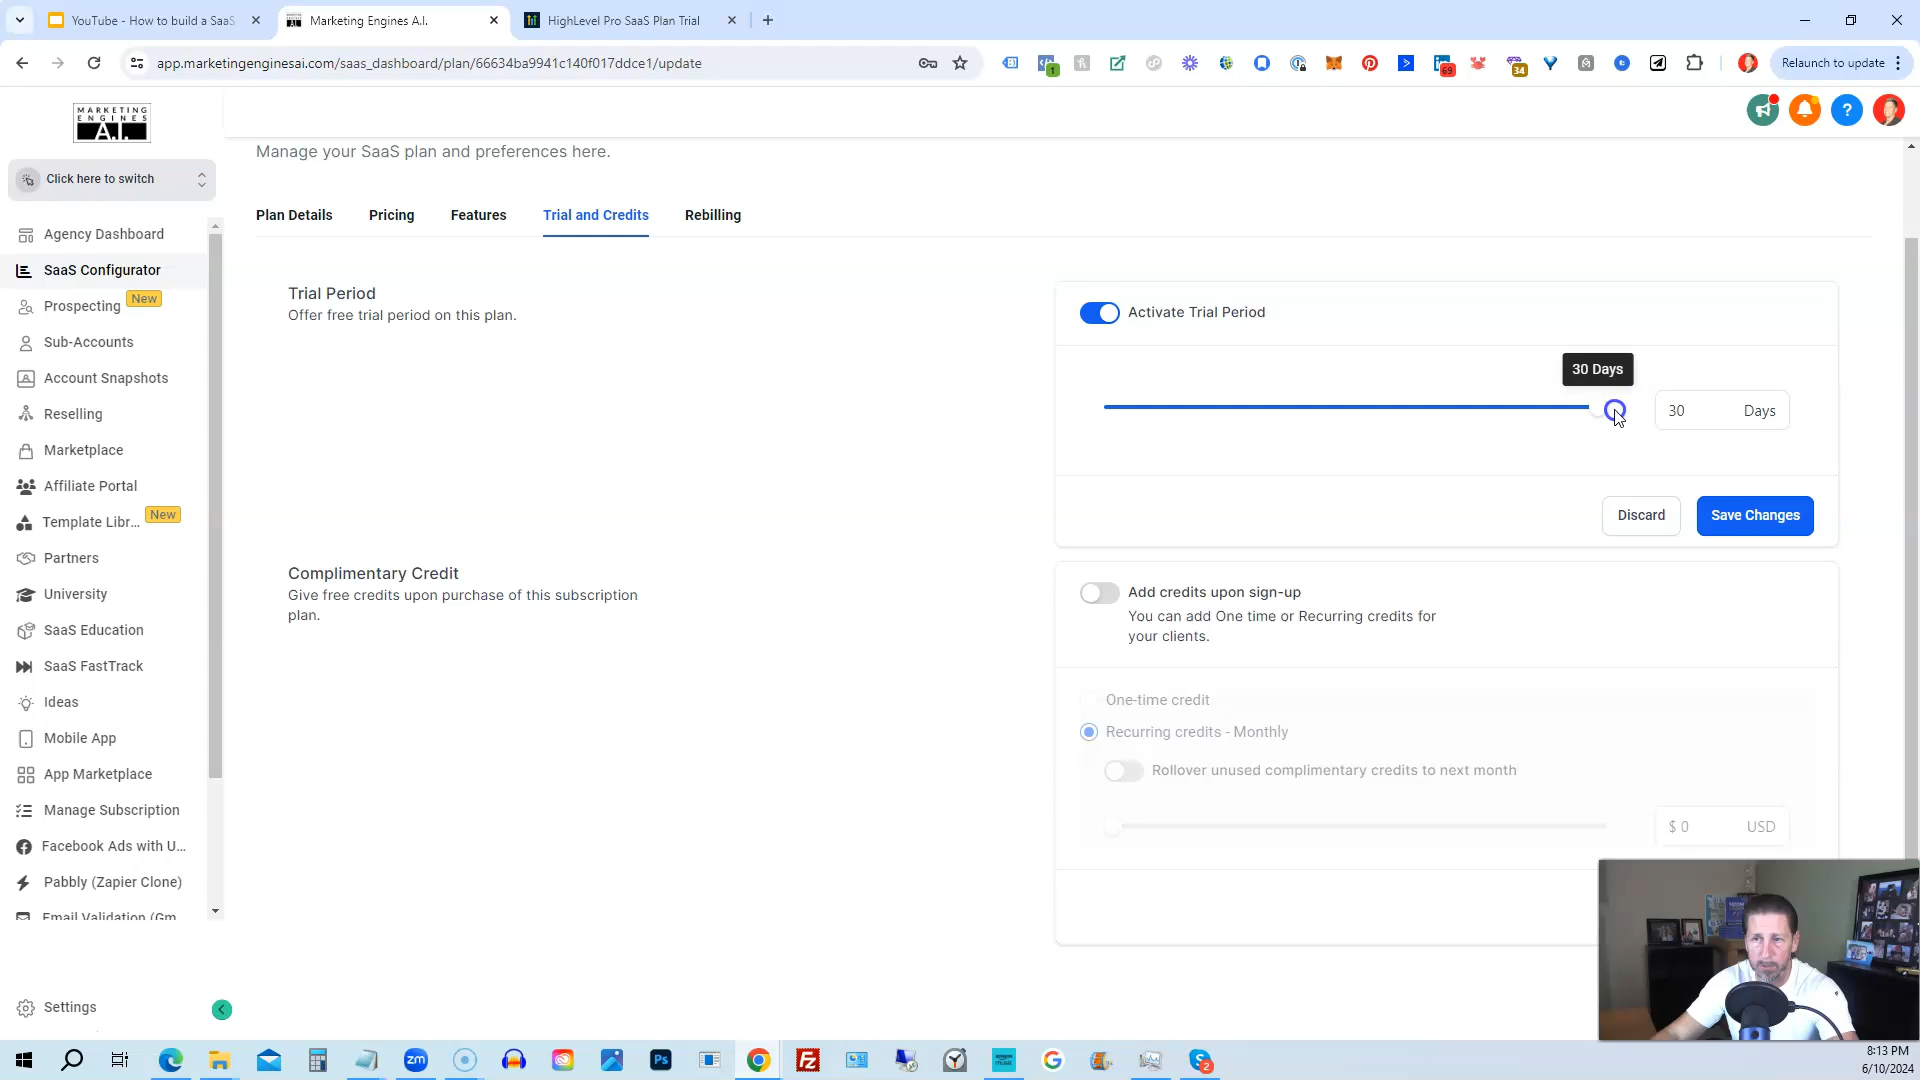 YouTube - How to build a SaaS
Marketing Engines A.I.
HighLevel Pro SaaS Plan Trial
app.marketingenginesai.com/saas_dashboard/plan/66634ba9941c140f017ddce1/update
1
69
34
Relaunch to update
MARKETING
ENGINES
A.I.
Click here to switch
Agency Dashboard
SaaS Configurator
Prospecting
New
Sub-Accounts
Account Snapshots
Reselling
Marketplace
Affiliate Portal
Template Libr...
New
Partners
University
SaaS Education
SaaS FastTrack
Ideas
Mobile App
App Marketplace
Manage Subscription
Facebook Ads with U...
Pabbly (Zapier Clone)
Email Validation (Gm
Settings
Manage your SaaS plan and preferences here.
Plan Details
Pricing
Features
Trial and Credits
Rebilling
Trial Period
Offer free trial period on this plan.
Activate Trial Period
30 Days
30 Days
Discard
Save Changes
Complimentary Credit
Give free credits upon purchase of this subscription
plan.
Add credits upon sign-up
You can add One time or Recurring credits for
your clients.
One-time credit
Recurring credits - Monthly
Rollover unused complimentary credits to next month
$ 0 USD
8:13 PM
6/10/2024